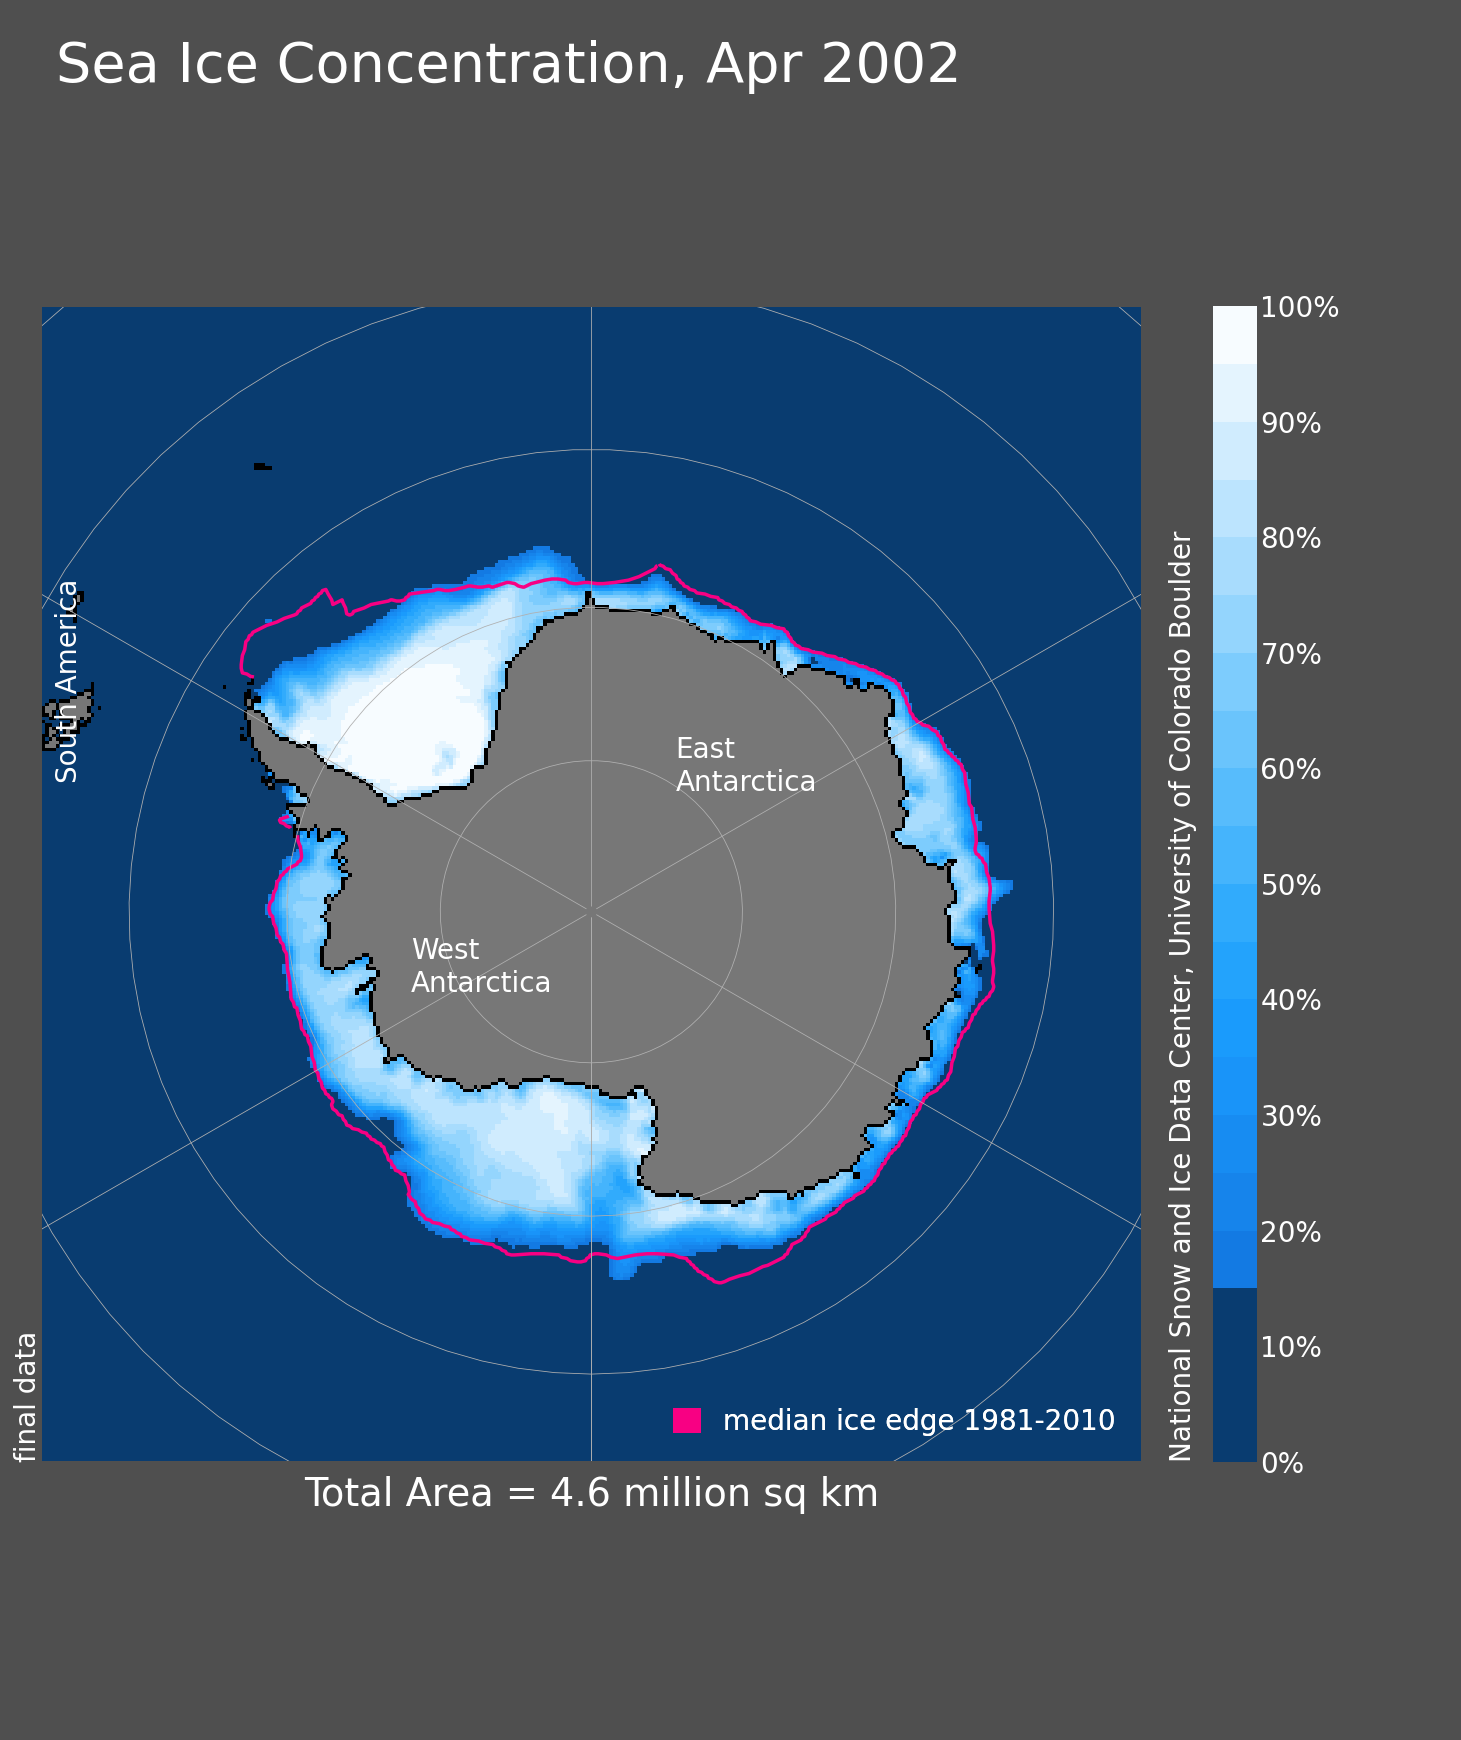 Sea Ice Concentration, Apr 2002
South America
East
Antarctica
West
Antarctica
median ice edge 1981-2010
final data
Total Area = 4.6 million sq km
National Snow and Ice Data Center, University of Colorado Boulder
100%
90%
80%
70%
60%
50%
40%
30%
20%
10%
0%